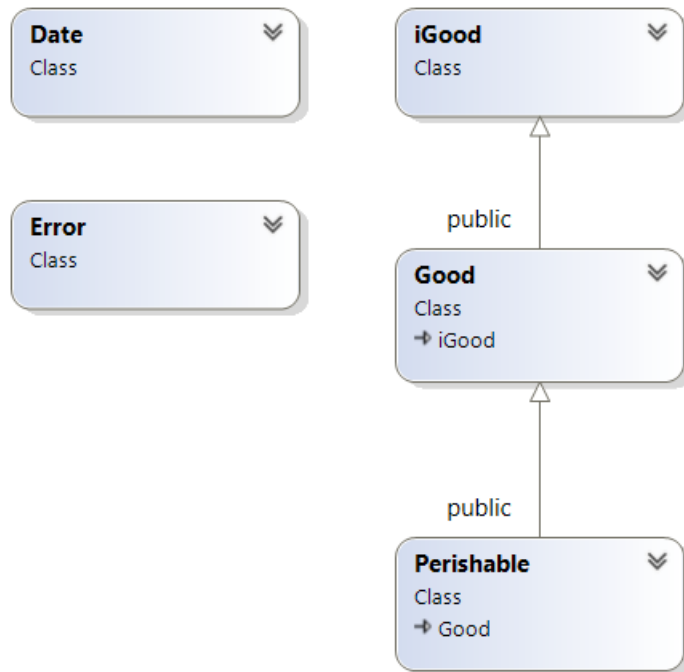 Date
Class
iGood
Class
Error
Class
public
Good
Class
iGood
public
Perishable
Class
Good